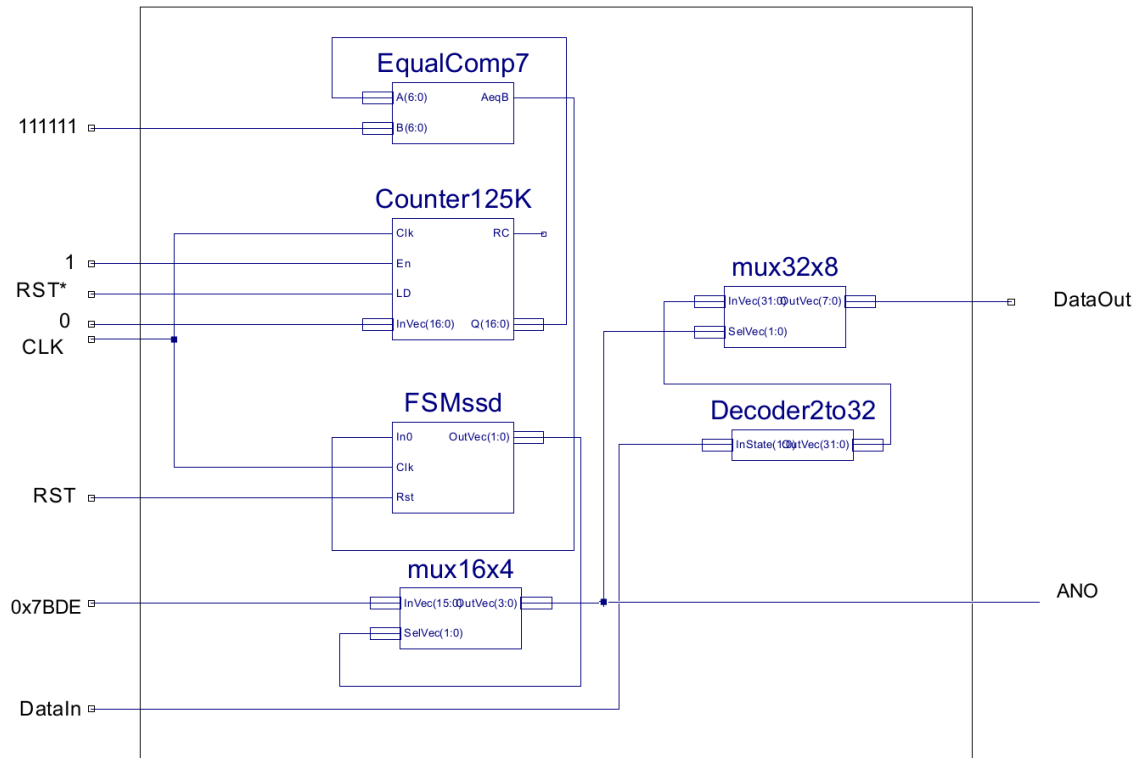 EqualComp7
A(6:0) AeqB
B(6:0)
111111
Counter125K
Clk RC
En
LD
InVec(16:0) Q(16:0)
1
RST*
0
CLK
mux32x8
InVec(31:0) OutVec(7:0)
SelVec(1:0)
DataOut
FSMssd
In0 OutVec(1:0)
Clk
Rst
Decoder2to32
InState(1:0) OutVec(31:0)
RST
mux16x4
InVec(15:0) OutVec(3:0)
SelVec(1:0)
0x7BDE
ANO
DataIn